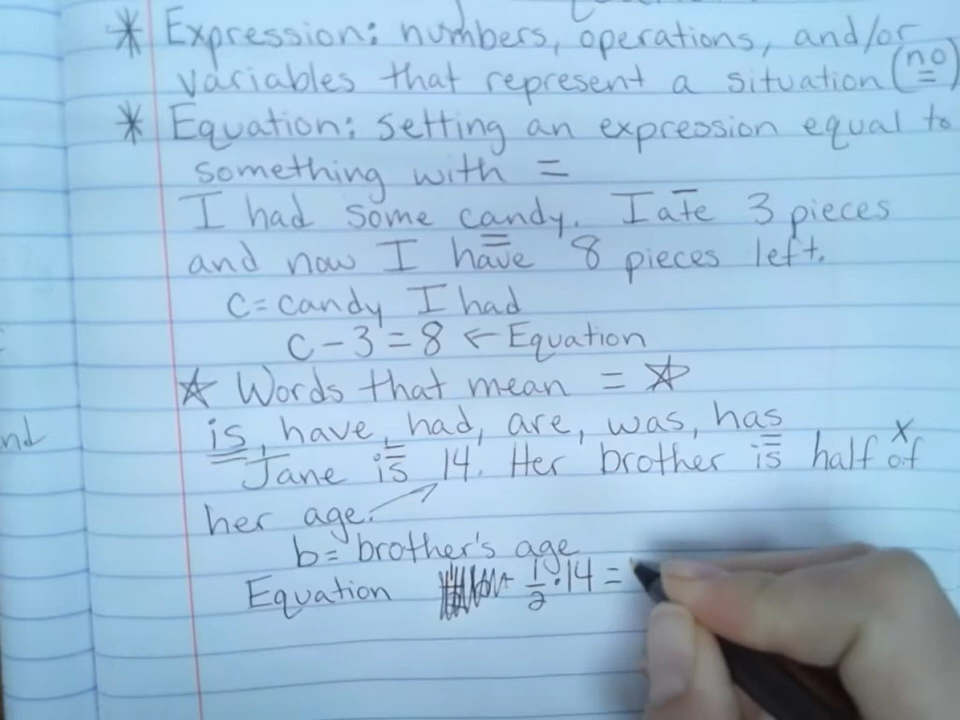 * Expression: numbers, operations, and/or
variables that represent a situation (no =)
* Equation: setting an expression equal to
something with =
I had some candy. I ate 3 pieces
and now I have 8 pieces left.
c = candy I had
c - 3 = 8 ← Equation
☆ Words that mean = ☆
is, have, had, are, was, has
nd
Jane is 14. Her brother is half of
x
her age.
b = brother's age
Equation 1/2 · 14 =